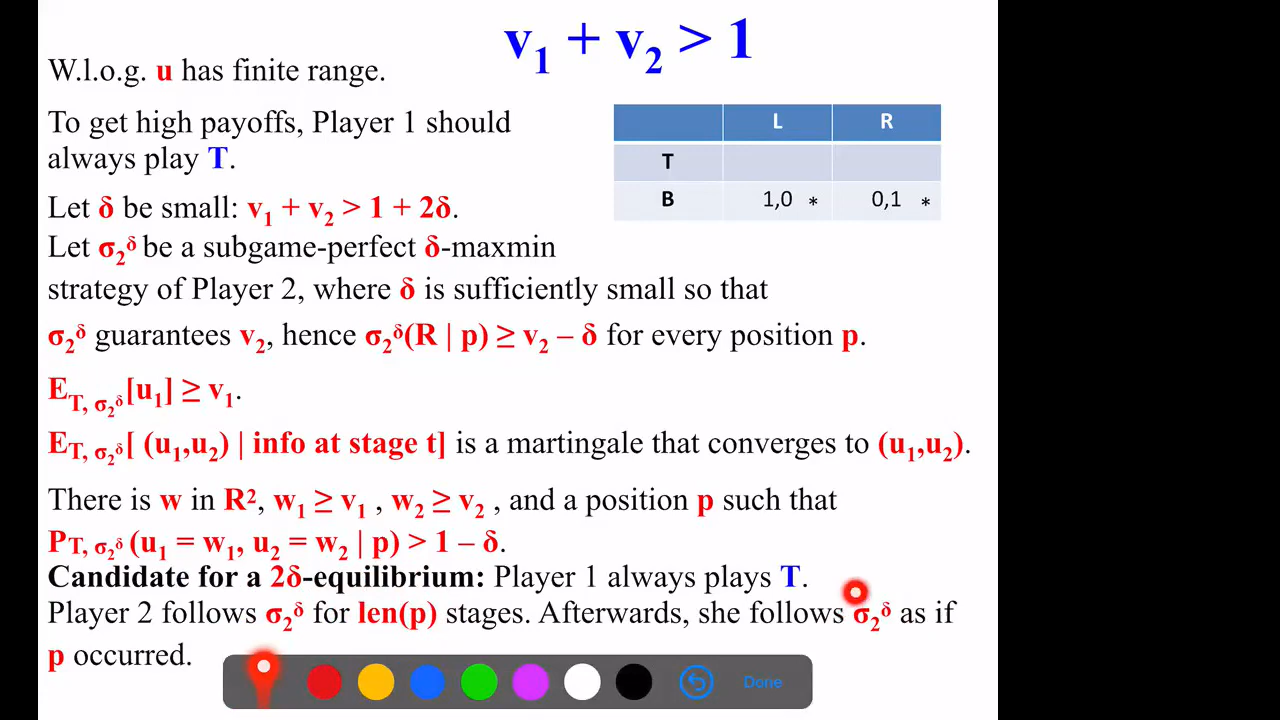 v₁ + v₂ > 1
W.l.o.g. u has finite range.
To get high payoffs, Player 1 should
always play T.
L R
T
B 1,0 * 0,1 *
Let δ be small: v₁ + v₂ > 1 + 2δ.
Let σ₂ᵟ be a subgame-perfect δ-maxmin
strategy of Player 2, where δ is sufficiently small so that
σ₂ᵟ guarantees v₂, hence σ₂ᵟ(R | p) ≥ v₂ – δ for every position p.
E_{T, σ₂ᵟ}[u₁] ≥ v₁.
E_{T, σ₂ᵟ}[ (u₁,u₂) | info at stage t] is a martingale that converges to (u₁,u₂).
There is w in R², w₁ ≥ v₁ , w₂ ≥ v₂ , and a position p such that
P_{T, σ₂ᵟ} (u₁ = w₁, u₂ = w₂ | p) > 1 – δ.
Candidate for a 2δ-equilibrium: Player 1 always plays T.
Player 2 follows σ₂ᵟ for len(p) stages. Afterwards, she follows σ₂ᵟ as if
p occurred.
Done